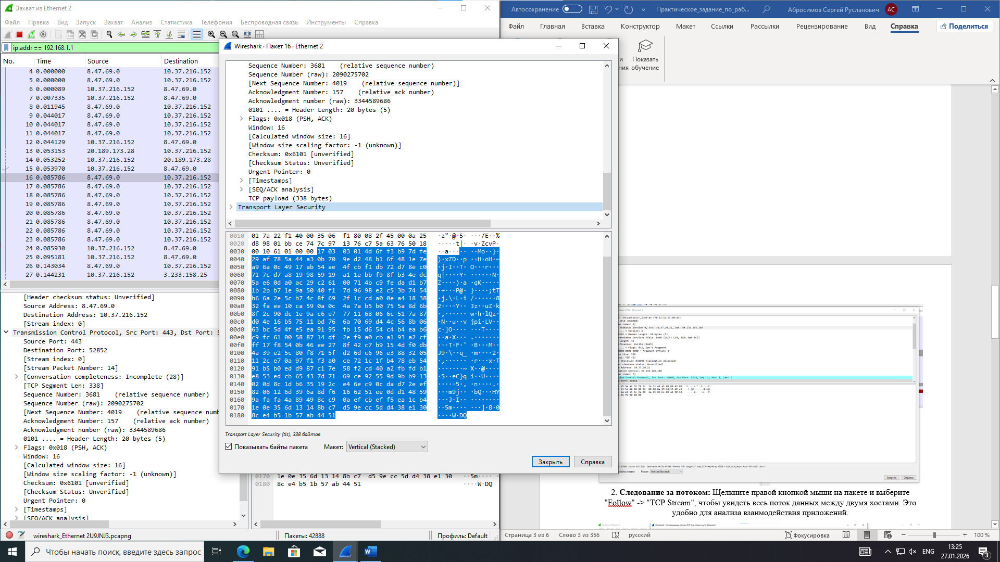 Захват из Ethernet 2
Файл Правка Вид Запуск Захват Анализ Статистика Телефония Беспроводная связь Инструменты Справка
ip.addr == 192.168.1.1
No. Time Source Destination
4 0.000000 8.47.69.0 10.37.216.152
5 0.000000 8.47.69.0 10.37.216.152
6 0.000089 10.37.216.152 8.47.69.0
7 0.007335 10.37.216.152 8.47.69.0
8 0.011945 8.47.69.0 10.37.216.152
9 0.044017 8.47.69.0 10.37.216.152
10 0.044017 8.47.69.0 10.37.216.152
11 0.044017 8.47.69.0 10.37.216.152
12 0.044129 10.37.216.152 8.47.69.0
13 0.053153 20.189.173.28 10.37.216.152
14 0.053252 10.37.216.152 20.189.173.28
15 0.053970 10.37.216.152 8.47.69.0
16 0.085786 8.47.69.0 10.37.216.152
17 0.085786 8.47.69.0 10.37.216.152
18 0.085786 8.47.69.0 10.37.216.152
19 0.085786 8.47.69.0 10.37.216.152
20 0.085786 8.47.69.0 10.37.216.152
21 0.085786 8.47.69.0 10.37.216.152
22 0.085786 8.47.69.0 10.37.216.152
23 0.085786 8.47.69.0 10.37.216.152
24 0.085930 10.37.216.152 8.47.69.0
25 0.095181 10.37.216.152 8.47.69.0
26 0.143034 8.47.69.0 10.37.216.152
27 0.144231 10.37.216.152 3.233.158.25
[Header checksum status: Unverified]
Source Address: 8.47.69.0
Destination Address: 10.37.216.152
[Stream index: 0]
Transmission Control Protocol, Src Port: 443, Dst Port: 5
Source Port: 443
Destination Port: 52852
[Stream index: 0]
[Stream Packet Number: 14]
[Conversation completeness: Incomplete (28)]
[TCP Segment Len: 338]
Sequence Number: 3681 (relative sequence number)
Sequence Number (raw): 2090275702
[Next Sequence Number: 4019 (relative sequence numb
Acknowledgment Number: 157 (relative ack number)
Acknowledgment number (raw): 3344589686
0101 .... = Header Length: 20 bytes (5)
Flags: 0x018 (PSH, ACK)
Window: 16
[Calculated window size: 16]
[Window size scaling factor: -1 (unknown)]
Checksum: 0x6101 [unverified]
[Checksum Status: Unverified]
Urgent Pointer: 0
[Timestamps]
[SEQ/ACK analysis]
0170 1e 0e 35 6d 13 14 8b c7 d5 9e cc 5d d4 38 e1 30 ··5m····
0180 8c e4 b5 1b 57 ab 44 51 ····W·DQ
wireshark_Ethernet 2U9JNJ3.pcapng
Пакеты: 42888
Профиль: Default
Wireshark · Пакет 16 · Ethernet 2
Sequence Number: 3681 (relative sequence number)
Sequence Number (raw): 2090275702
[Next Sequence Number: 4019 (relative sequence number)]
Acknowledgment Number: 157 (relative ack number)
Acknowledgment number (raw): 3344589686
0101 .... = Header Length: 20 bytes (5)
Flags: 0x018 (PSH, ACK)
Window: 16
[Calculated window size: 16]
[Window size scaling factor: -1 (unknown)]
Checksum: 0x6101 [unverified]
[Checksum Status: Unverified]
Urgent Pointer: 0
[Timestamps]
[SEQ/ACK analysis]
TCP payload (338 bytes)
Transport Layer Security
0010 01 7a 22 f1 40 00 35 06 f1 80 08 2f 45 00 0a 25 ·z"·@·5· ···/E··%
0020 d8 98 01 bb ce 74 7c 97 13 76 c7 5a 63 76 50 18 ·····t|· ·v·ZcvP·
0030 00 10 61 01 00 00 17 03 03 01 4d 6f f3 b9 7d fe ··a····· ··Mo··}·
0040 29 af 78 5a 44 a3 0b 70 9e d2 48 b1 6f 48 1e 7e )·xZD··p ··H·oH·~
0050 a9 6a 0c 49 17 ab 54 ae 4f cb f1 db 72 d7 8e c0 ·j·I··T· O···r···
0060 71 7c d7 a8 19 98 59 19 a1 1e bb f9 8f b3 4e dc q|····Y· ······N·
0070 5a e6 0d a0 ac 29 c2 61 00 71 4b c9 fe da d1 b7 Z····)·a ·qK·····
0080 1b 2b b7 1e 9a 50 40 f1 7d 96 98 e2 c5 3b 74 54 ·+···P@· }····;tT
0090 b6 6a 2e 5c b7 4c 8f 69 2f 1c cd a0 0e a4 18 38 ·j.\·L·i /······8
00a0 32 fa ee 10 ca 59 0a 0c 4a 7a b5 b0 75 5a 8d 6b 2····Y·· Jz··uZ·k
00b0 8f 2c 90 dc 1e 9a c6 e7 77 11 68 06 6c 51 7a 87 ·,······ w·h·lQz·
00c0 d0 4e 16 b5 75 11 bd 76 6a 70 69 d4 4c 56 8b 06 ·N··u··v jpi·LV··
00d0 63 bc 5d 4f e5 ea 91 95 fb 15 d6 54 c4 b4 ea b6 c·]O···· ···T····
00e0 c9 fc 61 00 58 87 14 df 2e f9 a0 cb a1 93 a2 cf ··a·X··· .·······
00f0 ff 17 f8 54 0b 46 ee 27 8f 42 c7 b9 15 4d f0 db ···T·F·' ·B···M··
0100 4a 39 e2 5c 80 f8 71 5f d2 6d c6 96 e3 88 32 05 J9·\··q_ ·m····2·
0110 11 2c e7 0a 97 f1 f3 a0 ce 72 1c 1f b4 78 eb 54 ·,······ ·r···x·T
0120 91 b5 b0 ed d9 87 c1 7e 58 f2 cd 40 a2 fb fd b1 ·······~ X··@····
0130 e8 53 ed cb 65 43 7d 71 69 ce 92 55 9d 9b b9 13 ·S··eC}q i··U····
0140 02 0d 8c 1d b6 35 19 2c e4 6e c9 0c da d7 2e ef ·····5·, ·n····.·
0150 82 06 12 6d 39 6a 8d f6 16 62 51 ee 0d d1 48 59 ···m9j·· ·bQ···HY
0160 9a fa fa 4a 89 49 8c c9 0a ef cb ef f5 ea 1c b4 ···J·I·· ········
0170 1e 0e 35 6d 13 14 8b c7 d5 9e cc 5d d4 38 e1 30 ··5m···· ···]·8·0
0180 8c e4 b5 1b 57 ab 44 51 ····W·DQ
Transport Layer Security (tls), 338 байтов
Показывать байты пакета Макет: Vertical (Stacked)
Закрыть Справка
Автосохранение Практическое_задание_по_раб... Абросимов Сергей Русланович АС
Файл Главная Вставка Конструктор Макет Ссылки Рассылки Рецензирование Вид Справка Поделиться
Показать
обучение
2. Следование за потоком: Щелкните правой кнопкой мыши на пакете и выберите
"Follow" -> "TCP Stream", чтобы увидеть весь поток данных между двумя хостами. Это
удобно для анализа взаимодействия приложений.
Страница 3 из 6 Слово 3 из 356 русский Фокусировка 100 %
Чтобы начать поиск, введите здесь запрос
ENG
13:25
27.01.2026
3